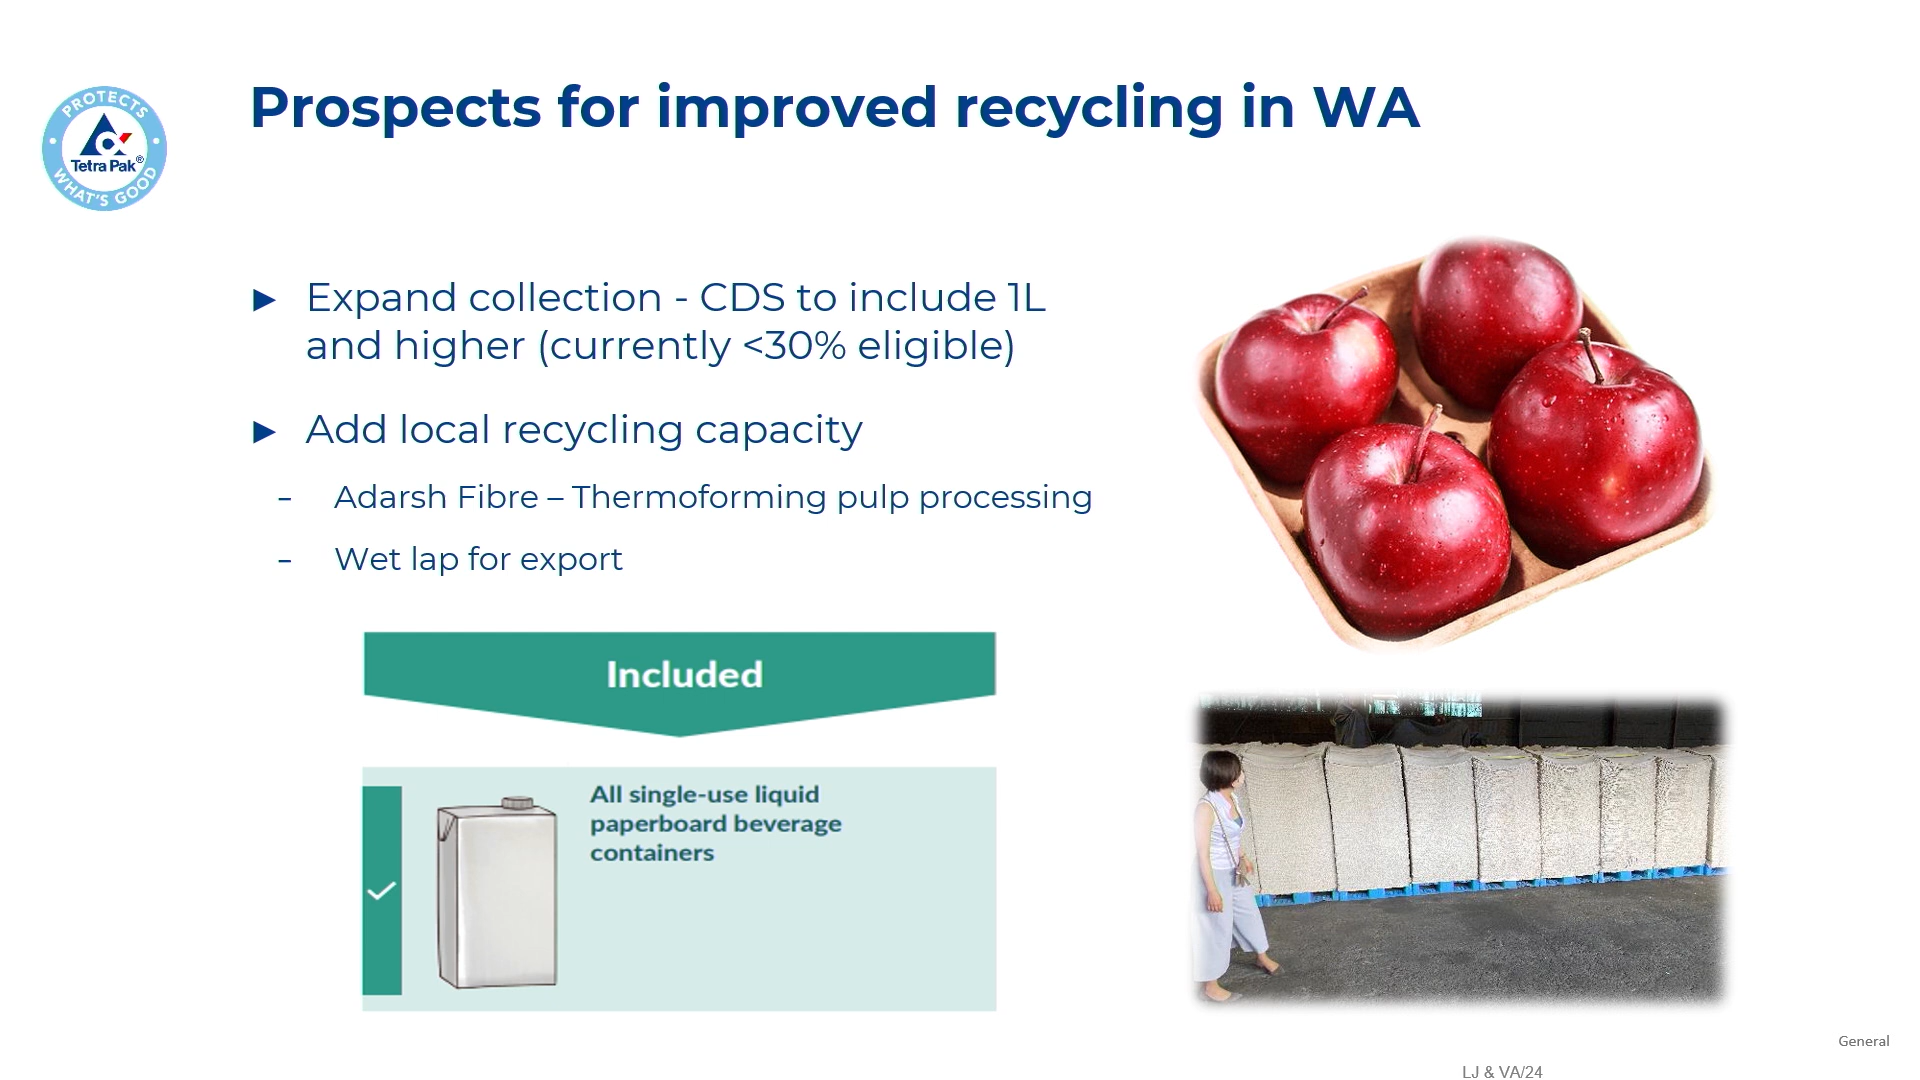 Prospects for improved recycling in WA
PROTECTS
Tetra Pak®
WHAT'S GOOD
► Expand collection - CDS to include 1L
and higher (currently <30% eligible)
► Add local recycling capacity
- Adarsh Fibre – Thermoforming pulp processing
- Wet lap for export
Included
All single-use liquid
paperboard beverage
containers
General
LJ & VA/24